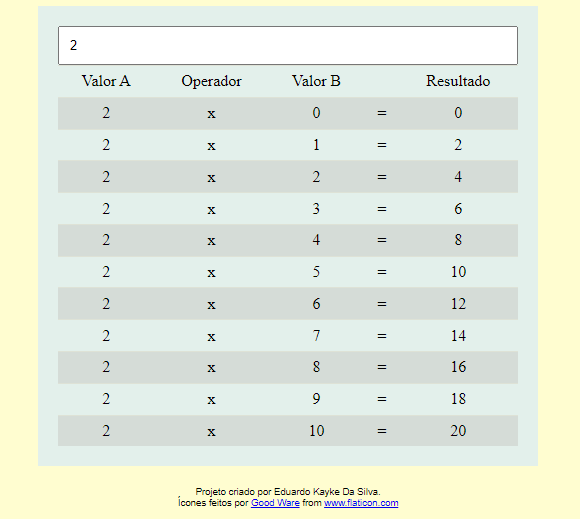 2
Valor A Operador Valor B Resultado
2 x 0 = 0
2 x 1 = 2
2 x 2 = 4
2 x 3 = 6
2 x 4 = 8
2 x 5 = 10
2 x 6 = 12
2 x 7 = 14
2 x 8 = 16
2 x 9 = 18
2 x 10 = 20
Projeto criado por Eduardo Kayke Da Silva.
Ícones feitos por Good Ware from www.flaticon.com